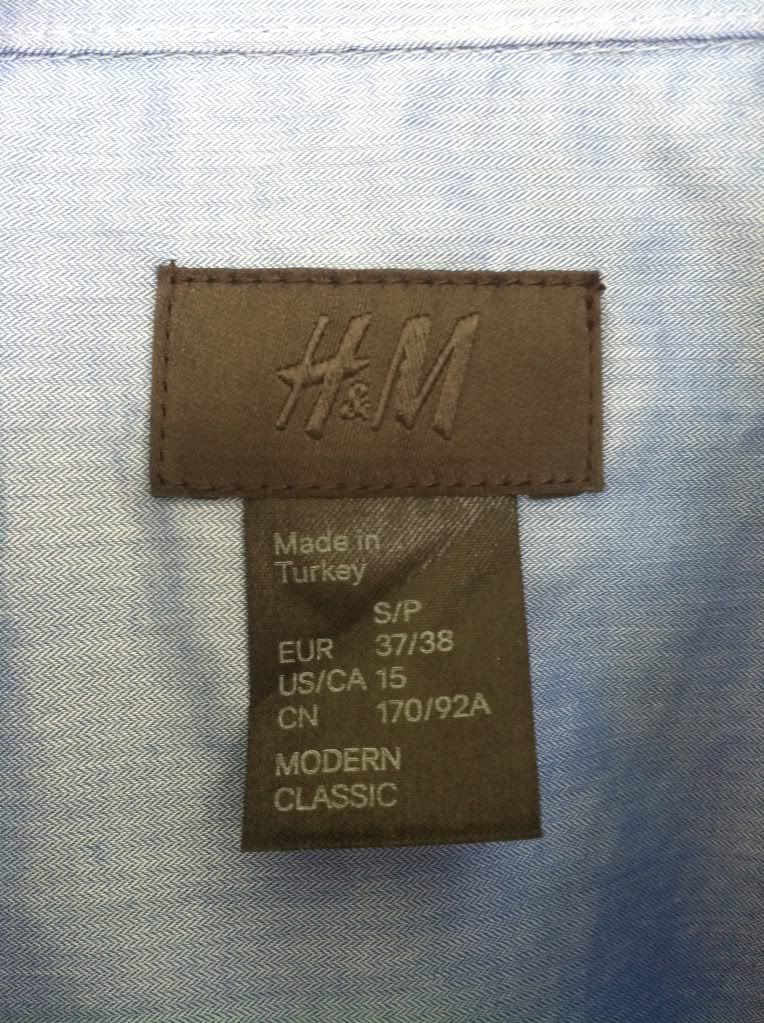 H&M
Made in
Turkey
S/P
EUR 37/38
US/CA 15
CN 170/92A
MODERN
CLASSIC